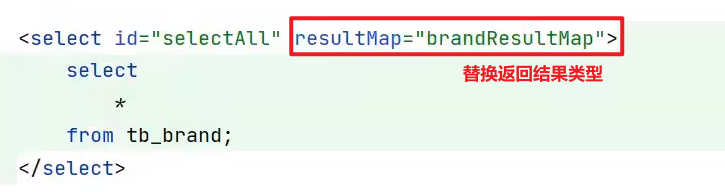 <select id="selectAll" resultMap="brandResultMap">
替换返回结果类型
select
*
from tb_brand;
</select>